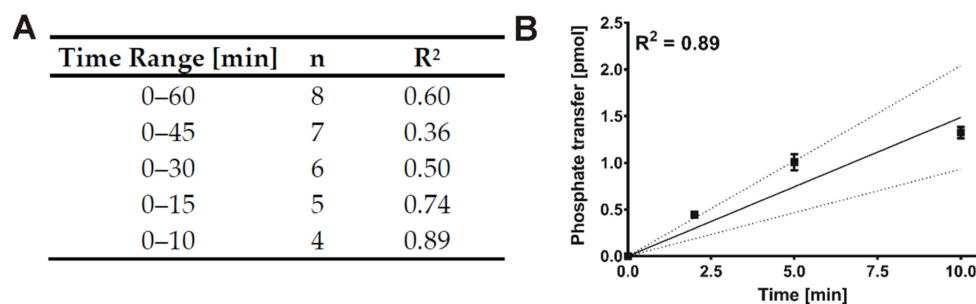 A
Time Range [min] n R²
0–60 8 0.60
0–45 7 0.36
0–30 6 0.50
0–15 5 0.74
0–10 4 0.89
B
R² = 0.89
Phosphate transfer [pmol]
2.5
2.0
1.5
1.0
0.5
0.0
0.0 2.5 5.0 7.5 10.0
Time [min]